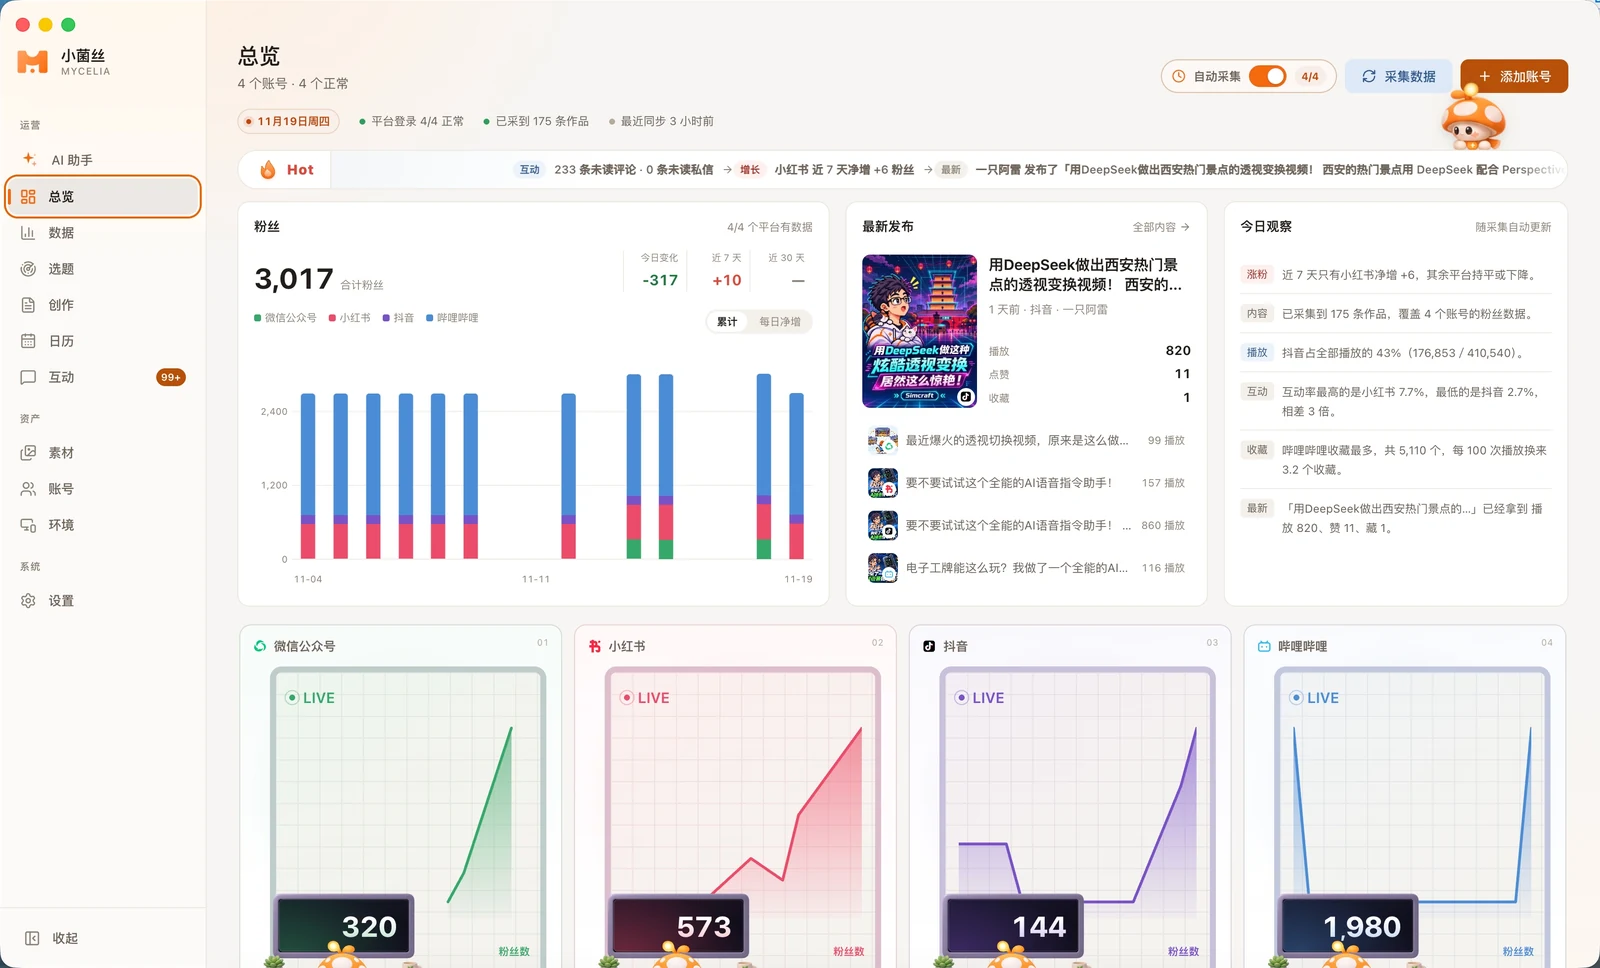 小菌丝
MYCELIA
运营
AI 助手
总览
数据
选题
创作
日历
互动
99+
资产
素材
账号
环境
系统
设置
收起
总览
4 个账号 · 4 个正常
自动采集
4/4
采集数据
添加账号
11月19日周四
平台登录 4/4 正常
已采到 175 条作品
最近同步 3 小时前
Hot
互动 233 条未读评论 · 0 条未读私信 → 增长 小红书 近 7 天净增 +6 粉丝 → 最新 一只阿雷 发布了「用DeepSeek做出西安热门景点的透视变换视频! 西安的热门景点用 DeepSeek 配合 Perspectiv
粉丝
4/4 个平台有数据
3,017 合计粉丝
今日变化
-317
近 7 天
+10
近 30 天
—
微信公众号 小红书 抖音 哔哩哔哩
累计 每日净增
2,400
1,200
0
11-04
11-11
11-19
最新发布
全部内容 →
用DeepSeek做这种
炫酷透视变换
居然这么惊艳!
Simcraft
用DeepSeek做出西安热门景
点的透视变换视频! 西安的...
1 天前 · 抖音 · 一只阿雷
播放 820
点赞 11
收藏 1
最近爆火的透视切换视频，原来是这么做... 99 播放
要不要试试这个全能的AI语音指令助手! 157 播放
要不要试试这个全能的AI语音指令助手! ... 860 播放
电子工牌能这么玩? 我做了一个全能的AI... 116 播放
今日观察
随采集自动更新
涨粉 近 7 天只有小红书净增 +6，其余平台持平或下降。
内容 已采集到 175 条作品，覆盖 4 个账号的粉丝数据。
播放 抖音占全部播放的 43%（176,853 / 410,540）。
互动 互动率最高的是小红书 7.7%，最低的是抖音 2.7%，
相差 3 倍。
收藏 哔哩哔哩收藏最多，共 5,110 个，每 100 次播放换来
3.2 个收藏。
最新 「用DeepSeek做出西安热门景点的...」已经拿到 播
放 820、赞 11、藏 1。
微信公众号
01
LIVE
320
粉丝数
小红书
02
LIVE
573
粉丝数
抖音
03
LIVE
144
粉丝数
哔哩哔哩
04
LIVE
1,980
粉丝数